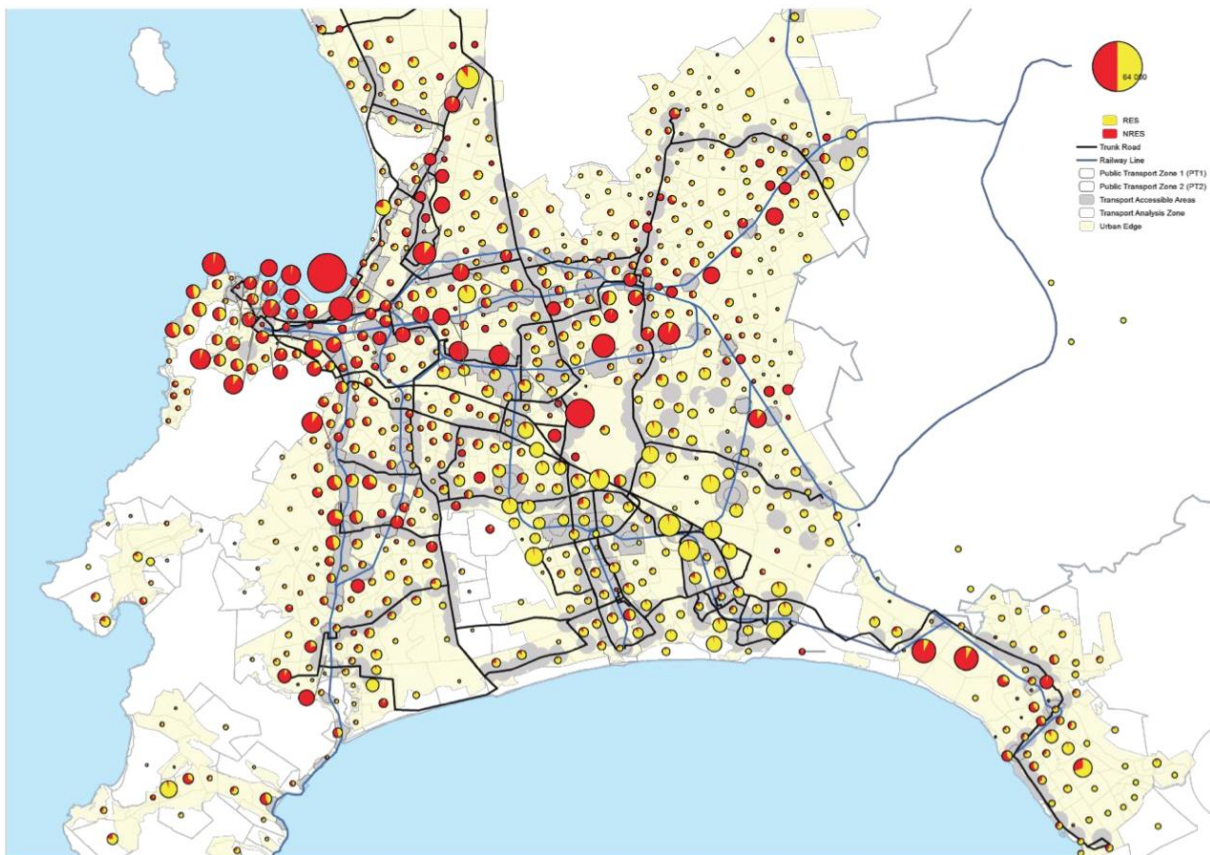 64 000
RES
NRES
Trunk Road
Railway Line
Public Transport Zone 1 (PT1)
Public Transport Zone 2 (PT2)
Transport Accessible Areas
Transport Analysis Zone
Urban Edge